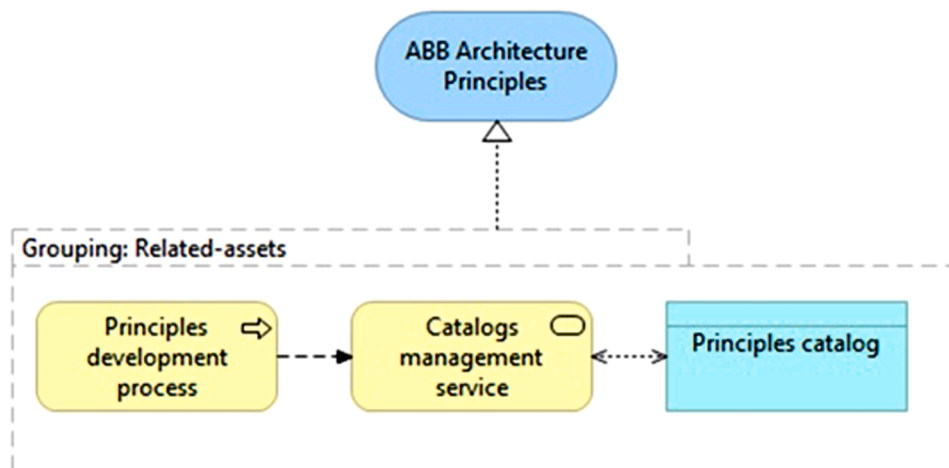 ABB Architecture
Principles
Grouping: Related-assets
Principles
development
process
Catalogs
management
service
Principles catalog